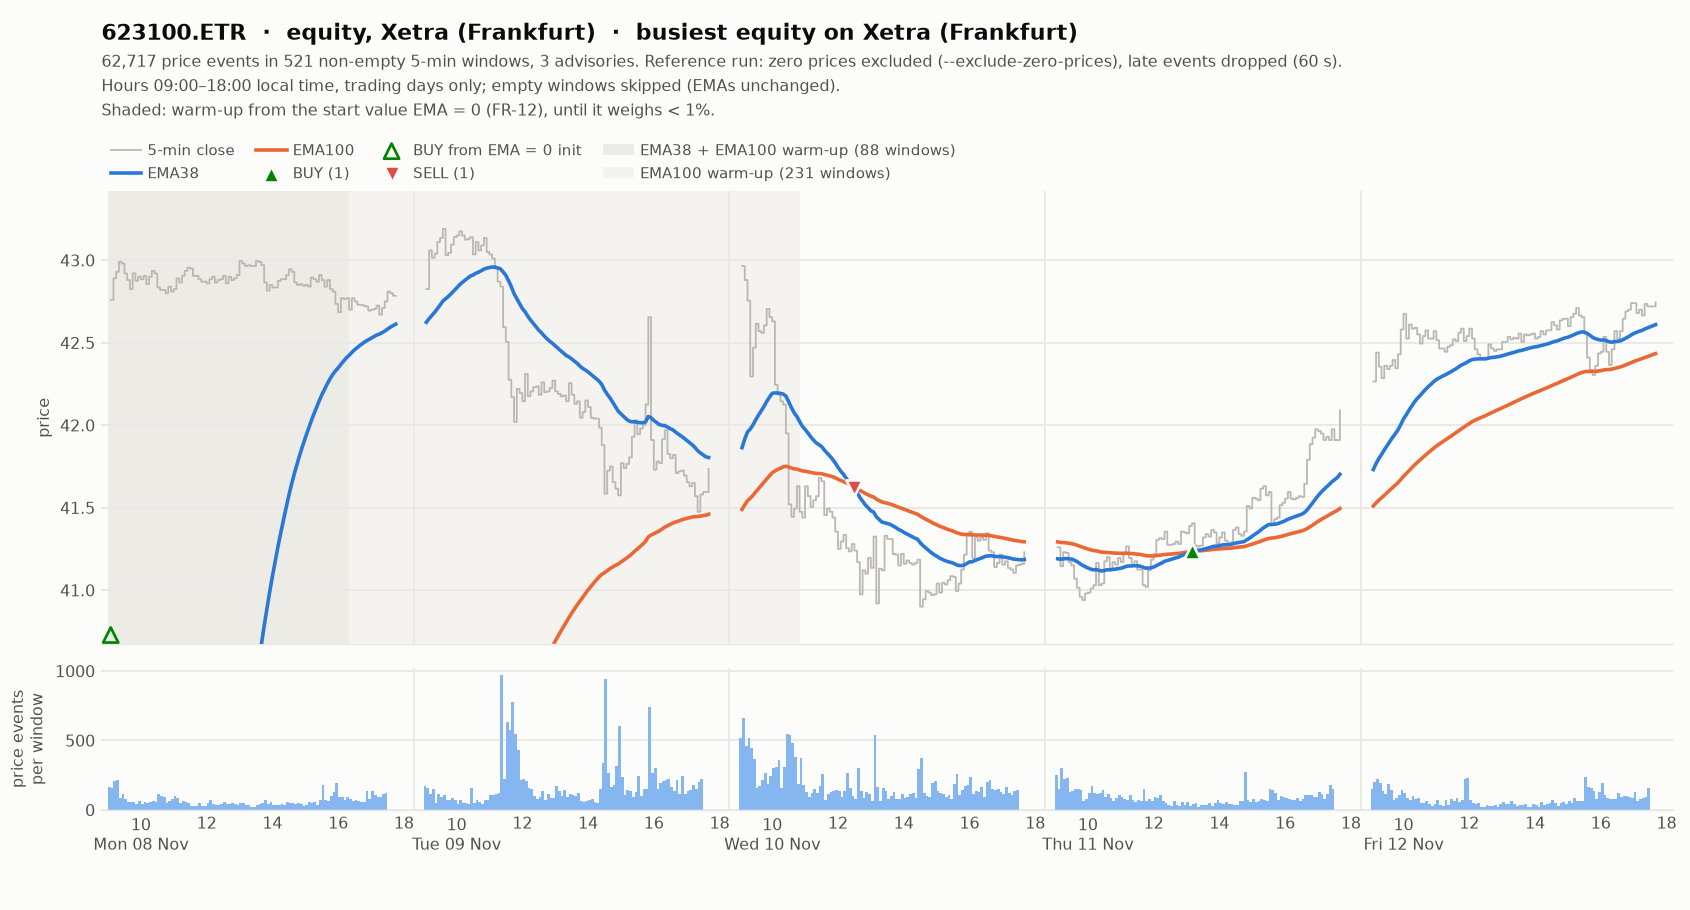 623100.ETR · equity, Xetra (Frankfurt) · busiest equity on Xetra (Frankfurt)
62,717 price events in 521 non-empty 5-min windows, 3 advisories. Reference run: zero prices excluded (--exclude-zero-prices), late events dropped (60 s).
Hours 09:00–18:00 local time, trading days only; empty windows skipped (EMAs unchanged).
Shaded: warm-up from the start value EMA = 0 (FR-12), until it weighs < 1%.
5-min close EMA100 BUY from EMA = 0 init EMA38 + EMA100 warm-up (88 windows)
EMA38 BUY (1) SELL (1) EMA100 warm-up (231 windows)
price
43.0
42.5
42.0
41.5
41.0
price events
per window
1000
500
0
10 12 14 16 18 10 12 14 16 18 10 12 14 16 18 10 12 14 16 18 10 12 14 16 18
Mon 08 Nov Tue 09 Nov Wed 10 Nov Thu 11 Nov Fri 12 Nov